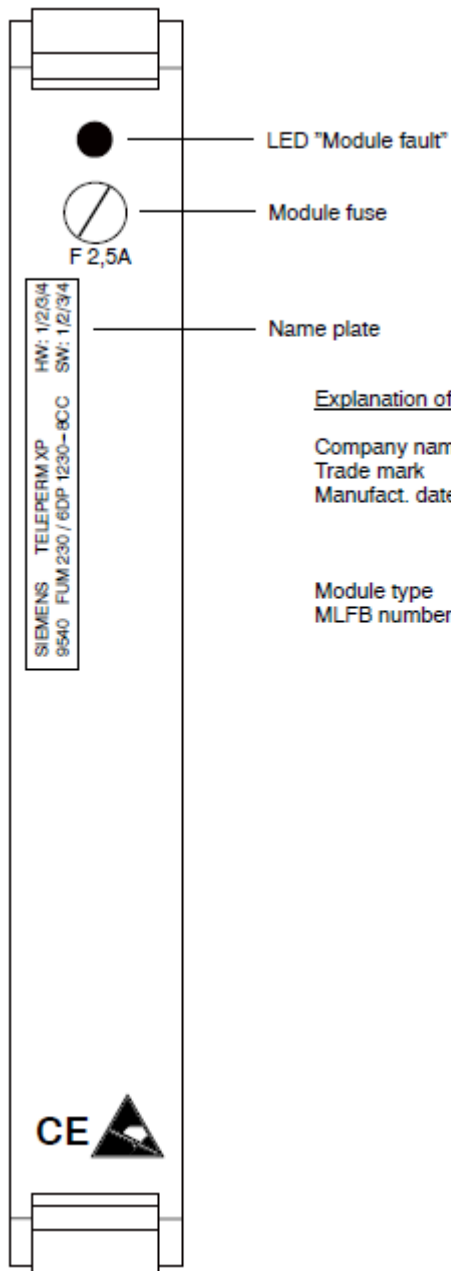 LED "Module fault"
Module fuse
F 2,5A
Name plate
SIEMENS TELEPERM XP HW: 1/2/3/4
9540 FUM 230 / 6DP 1230-8CC SW: 1/2/3/4
Explanation of
Company nam
Trade mark
Manufact. date
Module type
MLFB number
CE